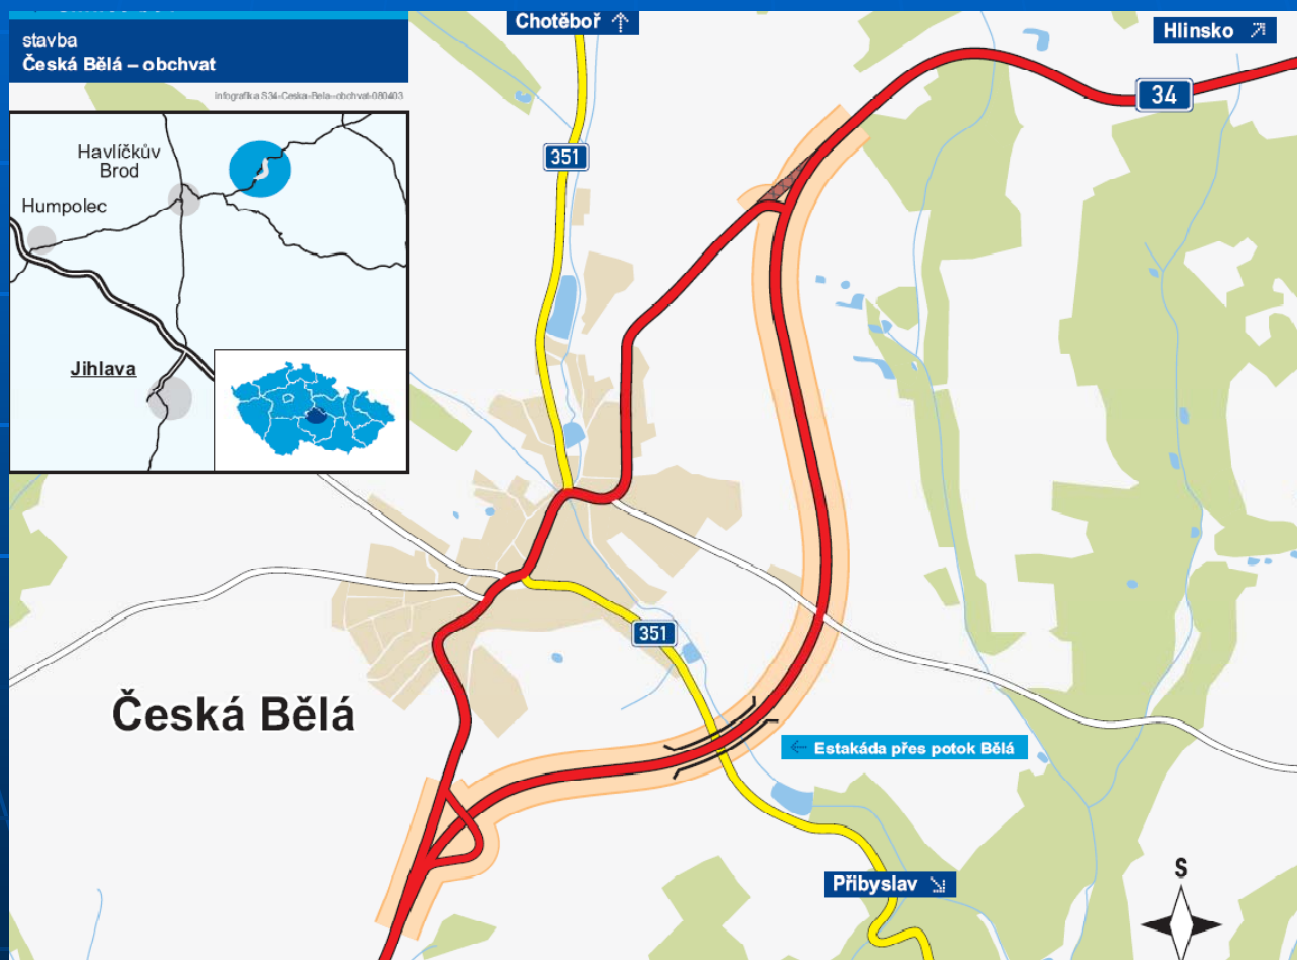 stavba
Česká Bělá – obchvat
infografika S34-Ceska-Bela-obchvat-080403
Havlíčkův
Brod
Humpolec
Jihlava
Chotěboř
Hlinsko
34
351
351
Česká Bělá
Estakáda přes potok Bělá
Přibyslav
S